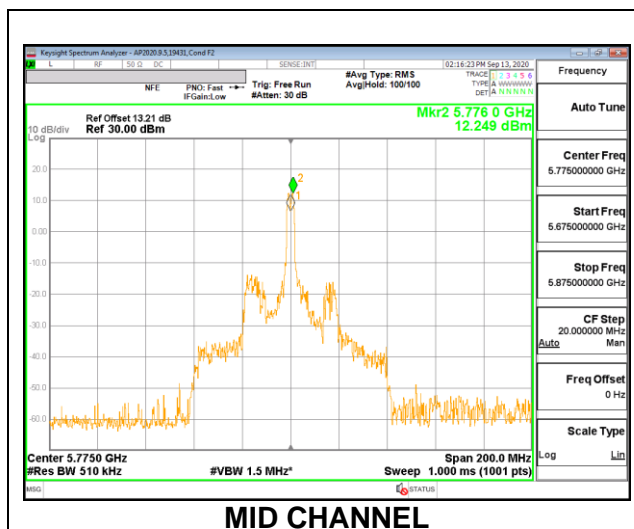 Keysight Spectrum Analyzer - AP2020.9.5,19431,Cond F2
L RF 50 Ω DC SENSE:INT 02:16:23 PM Sep 13, 2020
NFE PNO: Fast IFGain:Low Trig: Free Run #Atten: 30 dB #Avg Type: RMS Avg|Hold: 100/100
TRACE 1 2 3 4 5 6
TYPE A WWWWW
DET A N N N N N
Frequency
Mkr2 5.776 0 GHz
12.249 dBm
Ref Offset 13.21 dB
10 dB/div Ref 30.00 dBm
Log
20.0
10.0
0.00
-10.0
-20.0
-30.0
-40.0
-50.0
-60.0
2
1
Center 5.7750 GHz Span 200.0 MHz
#Res BW 510 kHz #VBW 1.5 MHz* Sweep 1.000 ms (1001 pts)
MSG STATUS
Auto Tune
Center Freq
5.775000000 GHz
Start Freq
5.675000000 GHz
Stop Freq
5.875000000 GHz
CF Step
20.000000 MHz
Auto Man
Freq Offset
0 Hz
Scale Type
Log Lin
MID CHANNEL